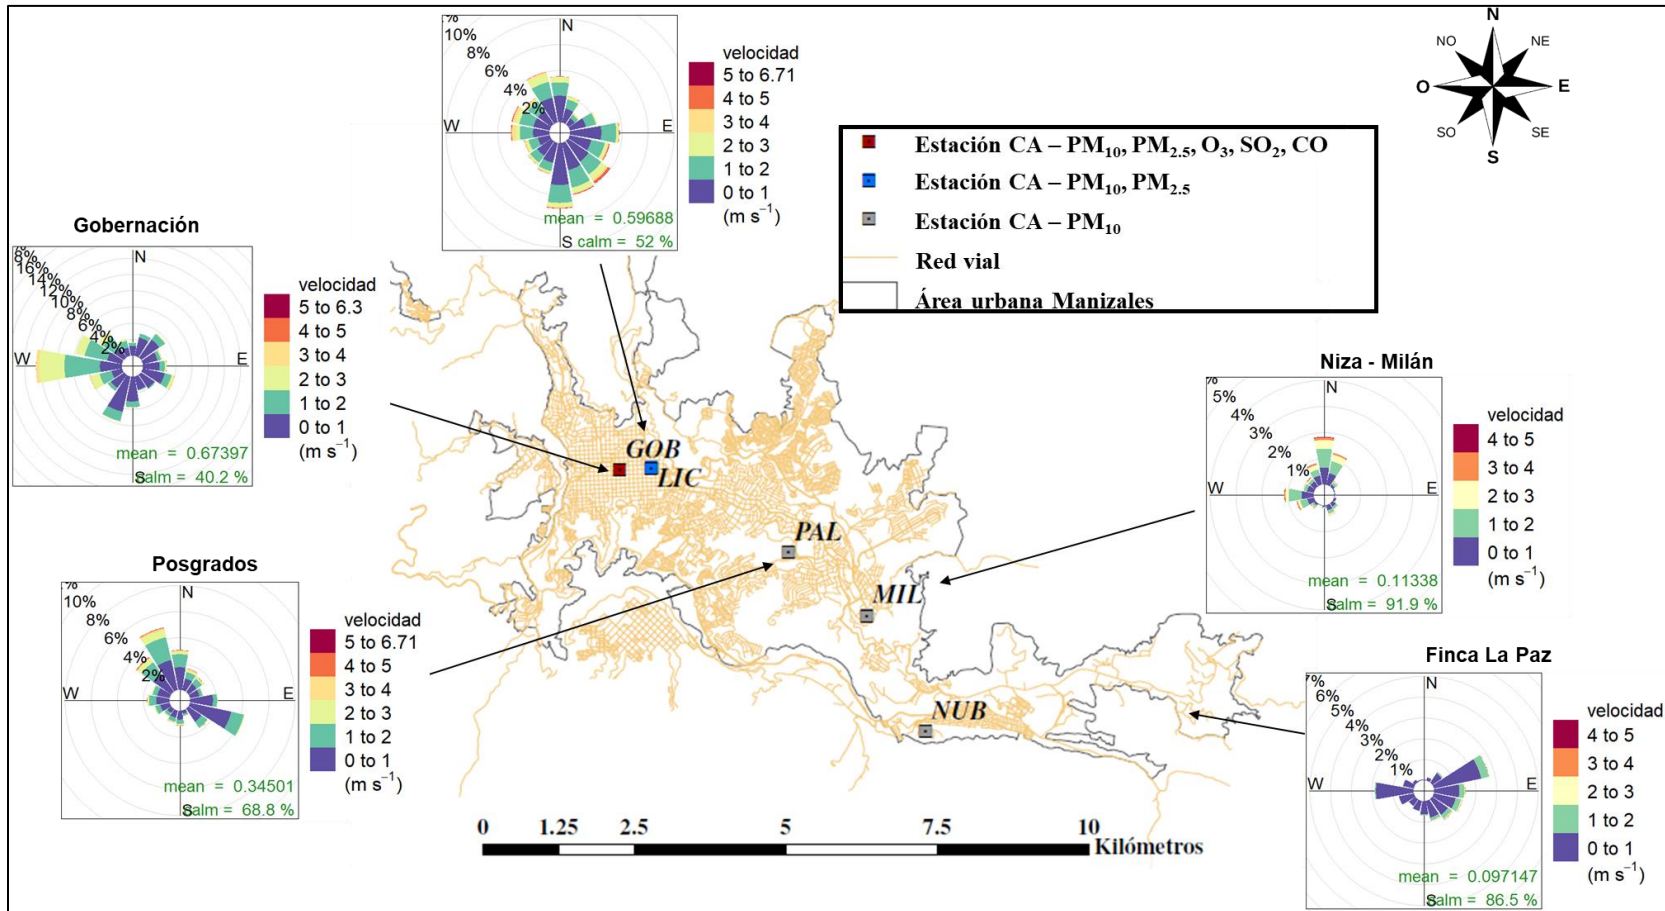 N
NO
NE
O
E
SO
SE
S
10%
8%
6%
4%
2%
N
W
E
S
mean = 0.59688
calm = 52 %
velocidad
5 to 6.71
4 to 5
3 to 4
2 to 3
1 to 2
0 to 1
(m s⁻¹)
Estación CA – PM₁₀, PM₂.₅, O₃, SO₂, CO
Estación CA – PM₁₀, PM₂.₅
Estación CA – PM₁₀
Red vial
Área urbana Manizales
Gobernación
8%
16%
14%
12%
10%
8%
6%
4%
2%
N
W
E
S
mean = 0.67397
calm = 40.2 %
velocidad
5 to 6.3
4 to 5
3 to 4
2 to 3
1 to 2
0 to 1
(m s⁻¹)
Niza - Milán
5%
4%
3%
2%
1%
N
W
E
S
mean = 0.11338
calm = 91.9 %
velocidad
4 to 5
3 to 4
2 to 3
1 to 2
0 to 1
(m s⁻¹)
GOB
LIC
PAL
MIL
NUB
Posgrados
10%
8%
6%
4%
2%
N
W
E
S
mean = 0.34501
calm = 68.8 %
velocidad
5 to 6.71
4 to 5
3 to 4
2 to 3
1 to 2
0 to 1
(m s⁻¹)
Finca La Paz
7%
6%
5%
4%
3%
2%
1%
N
W
E
S
mean = 0.097147
calm = 86.5 %
velocidad
4 to 5
3 to 4
2 to 3
1 to 2
0 to 1
(m s⁻¹)
0 1.25 2.5 5 7.5 10
Kilómetros